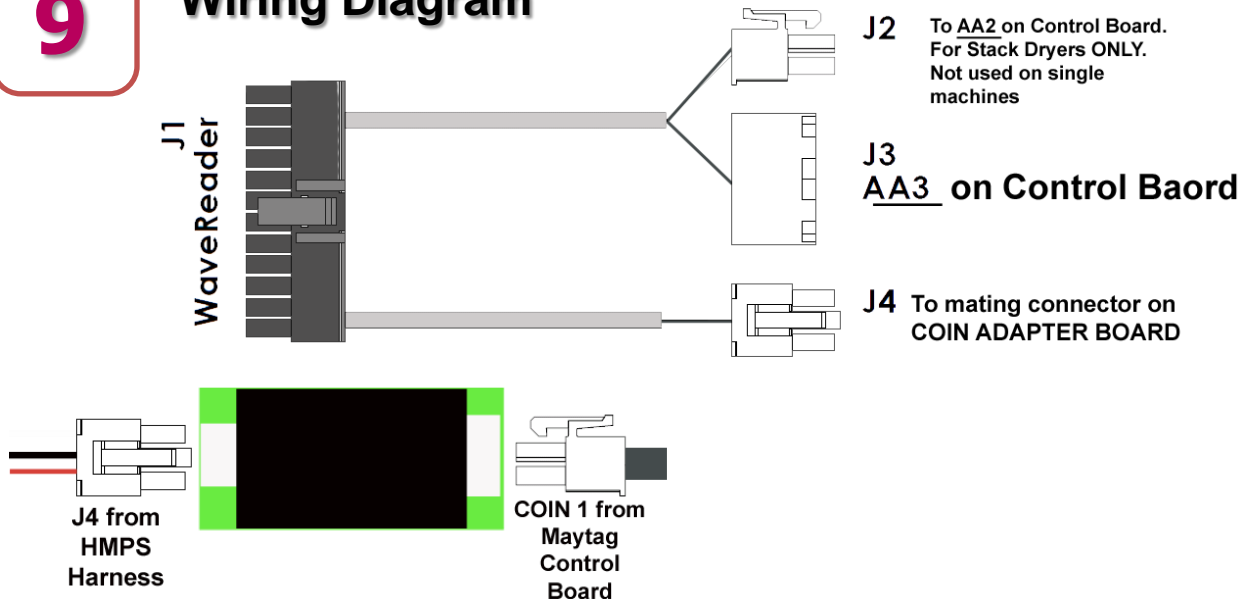 9
Wiring Diagram
J1
WaveReader
J2
To AA2 on Control Board.
For Stack Dryers ONLY.
Not used on single
machines
J3
AA3 on Control Baord
J4
To mating connector on
COIN ADAPTER BOARD
J4 from
HMPS
Harness
COIN 1 from
Maytag
Control
Board